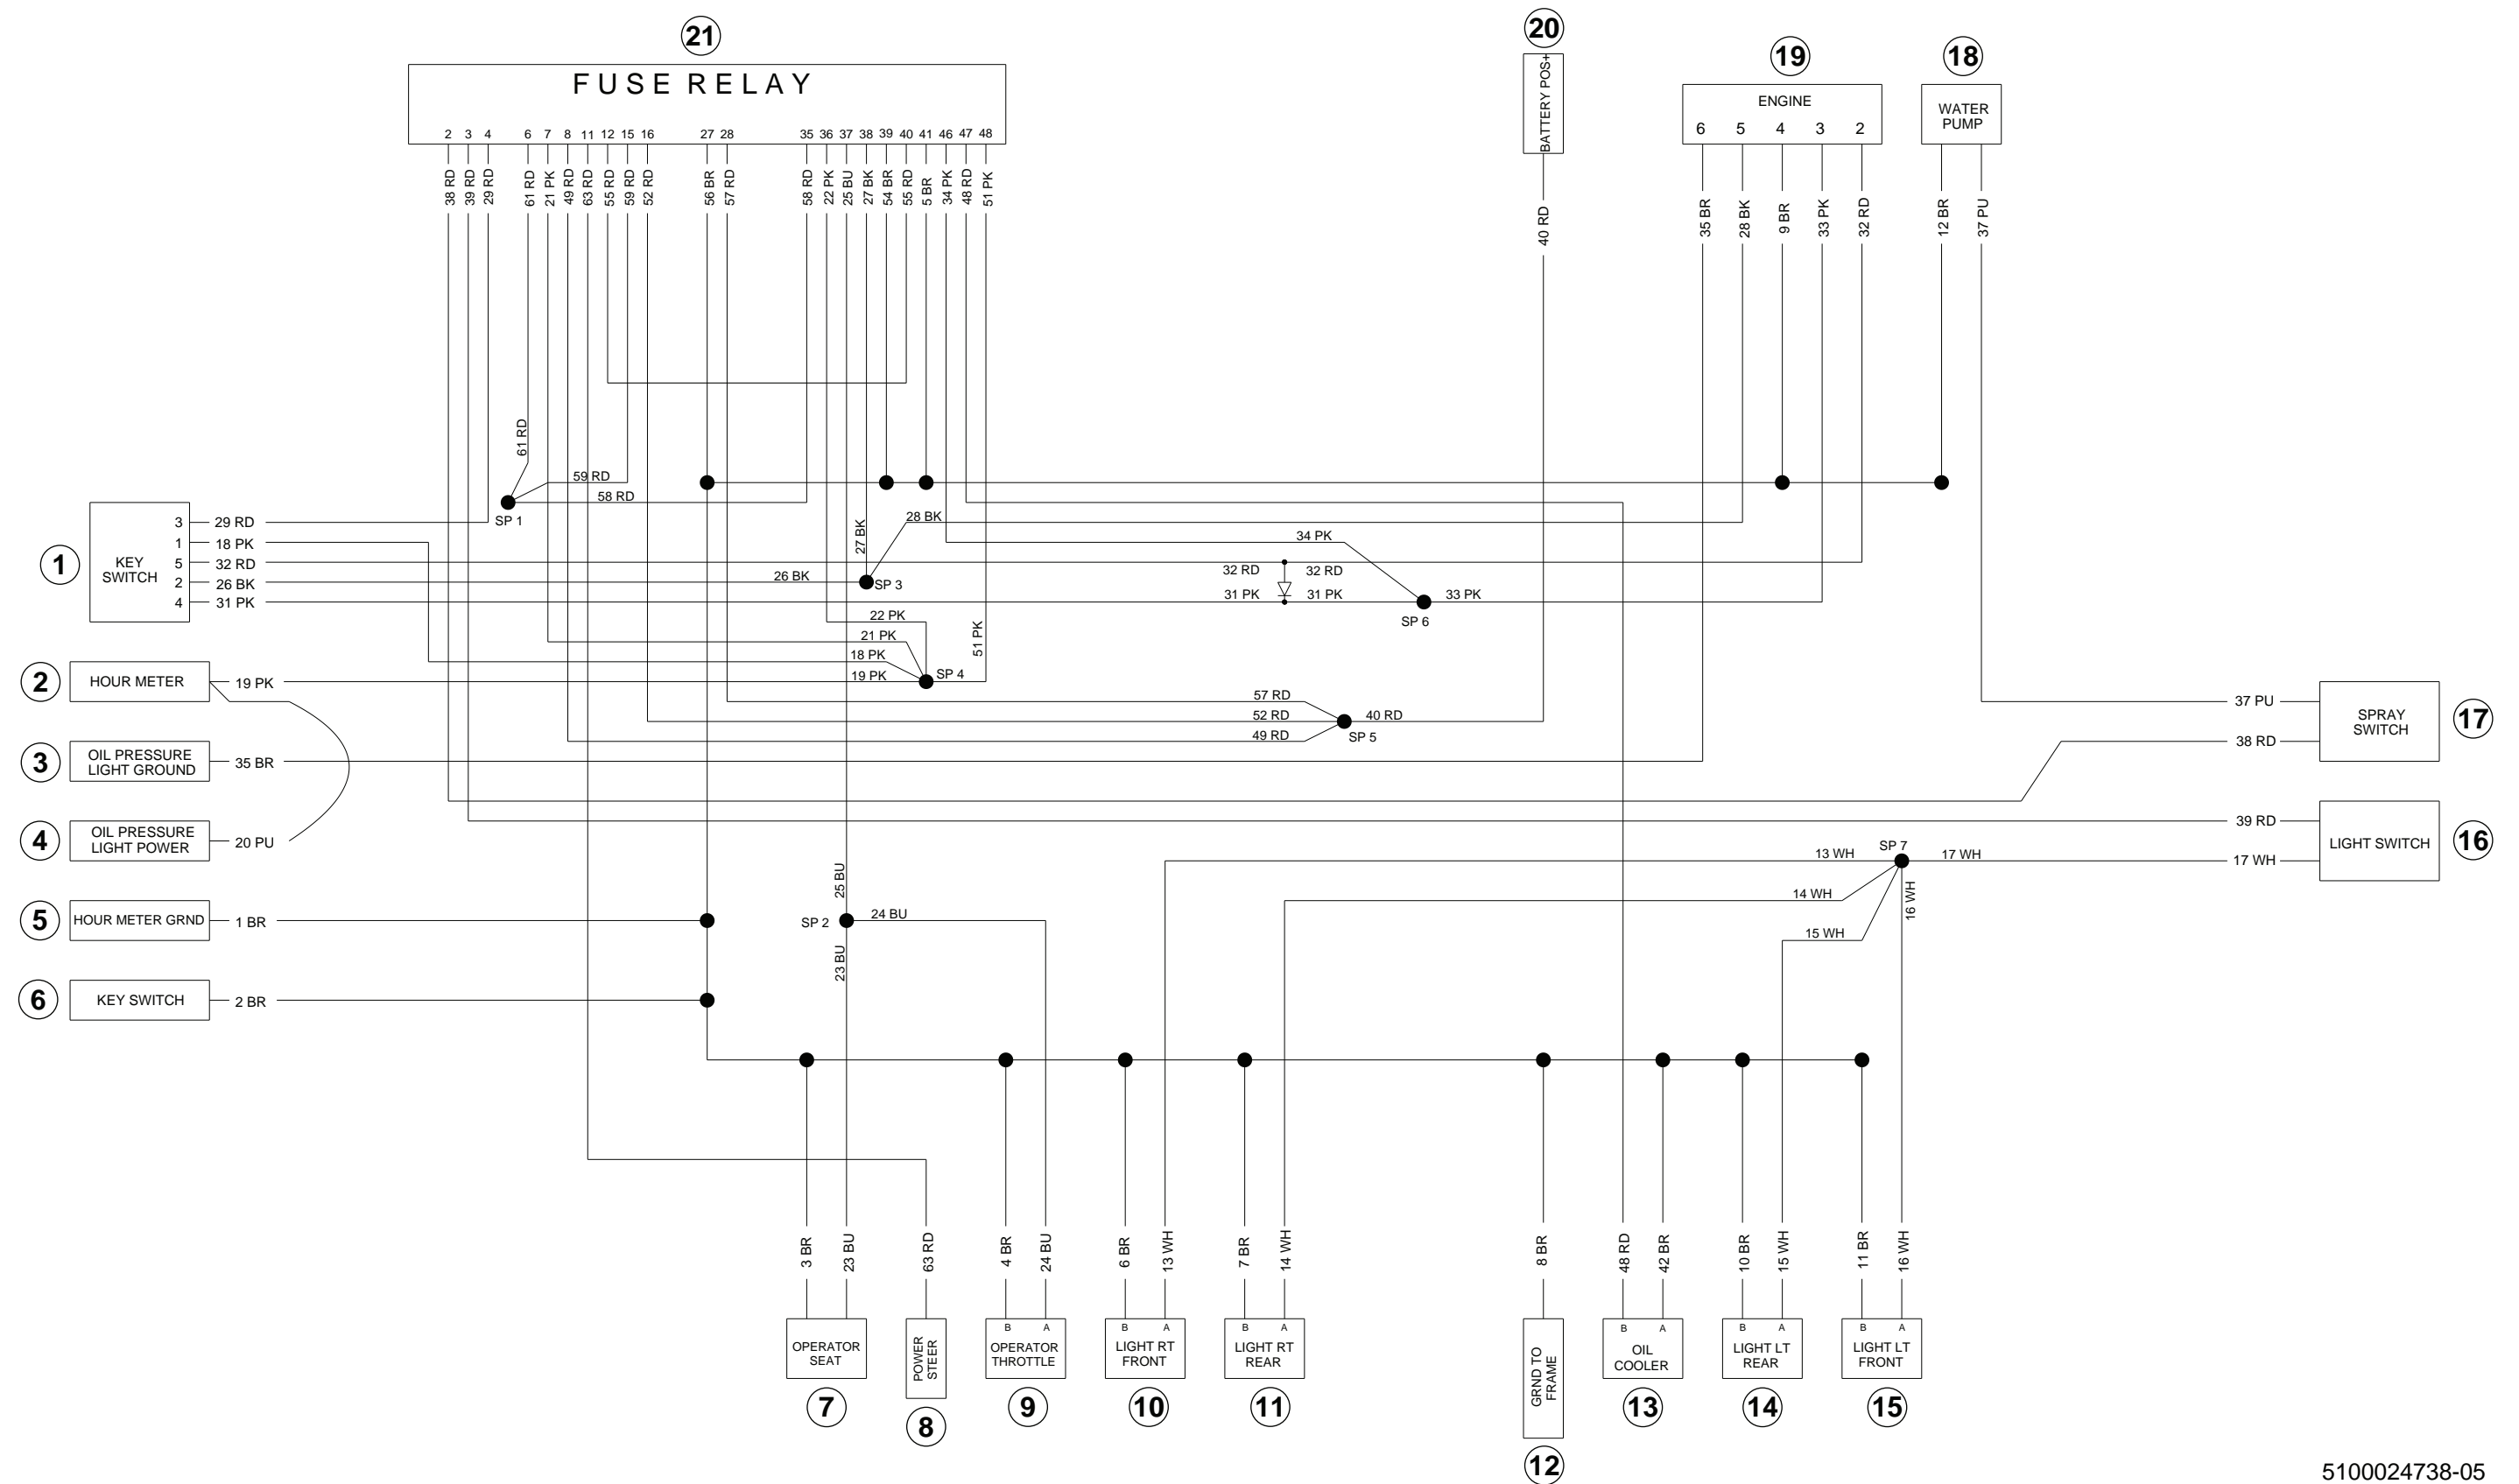 21
20
19
18
F U S E R E L A Y
BATTERY POS+
ENGINE
WATER
PUMP
2 3 4 6 7 8 11 12 15 16 27 28 35 36 37 38 39 40 41 46 47 48
6 5 4 3 2
38 RD
39 RD
29 RD
61 RD
21 PK
49 RD
63 RD
55 RD
59 RD
52 RD
56 BR
57 RD
58 RD
22 PK
25 BU
27 BK
54 BR
55 RD
5 BR
34 PK
48 RD
51 PK
40 RD
35 BR
28 BK
9 BR
33 PK
32 RD
12 BR
37 PU
61 RD
59 RD
58 RD
SP 1
28 BK
27 BK
34 PK
1
KEY
SWITCH
3 29 RD
1 18 PK
5 32 RD
2 26 BK
4 31 PK
26 BK
SP 3
32 RD
32 RD
31 PK
31 PK
33 PK
SP 6
22 PK
21 PK
18 PK
19 PK
SP 4
51 PK
2
HOUR METER
19 PK
57 RD
52 RD
49 RD
40 RD
SP 5
37 PU
38 RD
SPRAY
SWITCH
17
3
OIL PRESSURE
LIGHT GROUND
35 BR
4
OIL PRESSURE
LIGHT POWER
20 PU
39 RD
17 WH
LIGHT SWITCH
16
SP 7
13 WH
17 WH
14 WH
16 WH
15 WH
5
HOUR METER GRND
1 BR
25 BU
SP 2
24 BU
23 BU
6
KEY SWITCH
2 BR
3 BR
23 BU
63 RD
4 BR
24 BU
6 BR
13 WH
7 BR
14 WH
8 BR
48 RD
42 BR
10 BR
15 WH
11 BR
16 WH
OPERATOR
SEAT
7
POWER
STEER
8
B A
OPERATOR
THROTTLE
9
B A
LIGHT RT
FRONT
10
B A
LIGHT RT
REAR
11
GRND TO
FRAME
12
B A
OIL
COOLER
13
B A
LIGHT LT
REAR
14
B A
LIGHT LT
FRONT
15
5100024738-05